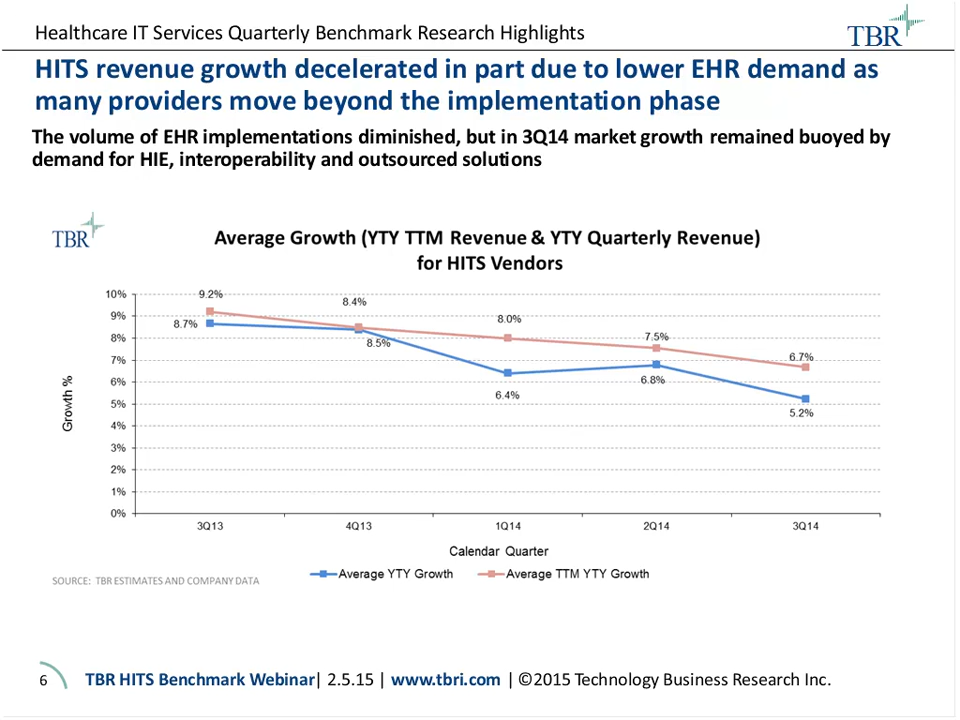 Healthcare IT Services Quarterly Benchmark Research Highlights
TBR
HITS revenue growth decelerated in part due to lower EHR demand as
many providers move beyond the implementation phase
The volume of EHR implementations diminished, but in 3Q14 market growth remained buoyed by
demand for HIE, interoperability and outsourced solutions
TBR
Average Growth (YTY TTM Revenue & YTY Quarterly Revenue)
for HITS Vendors
Growth %
10%
9%
8%
7%
6%
5%
4%
3%
2%
1%
0%
9.2%
8.7%
8.4%
8.5%
8.0%
6.4%
7.5%
6.8%
6.7%
5.2%
3Q13 4Q13 1Q14 2Q14 3Q14
Calendar Quarter
Average YTY Growth Average TTM YTY Growth
SOURCE: TBR ESTIMATES AND COMPANY DATA
6 TBR HITS Benchmark Webinar| 2.5.15 | www.tbri.com | ©2015 Technology Business Research Inc.